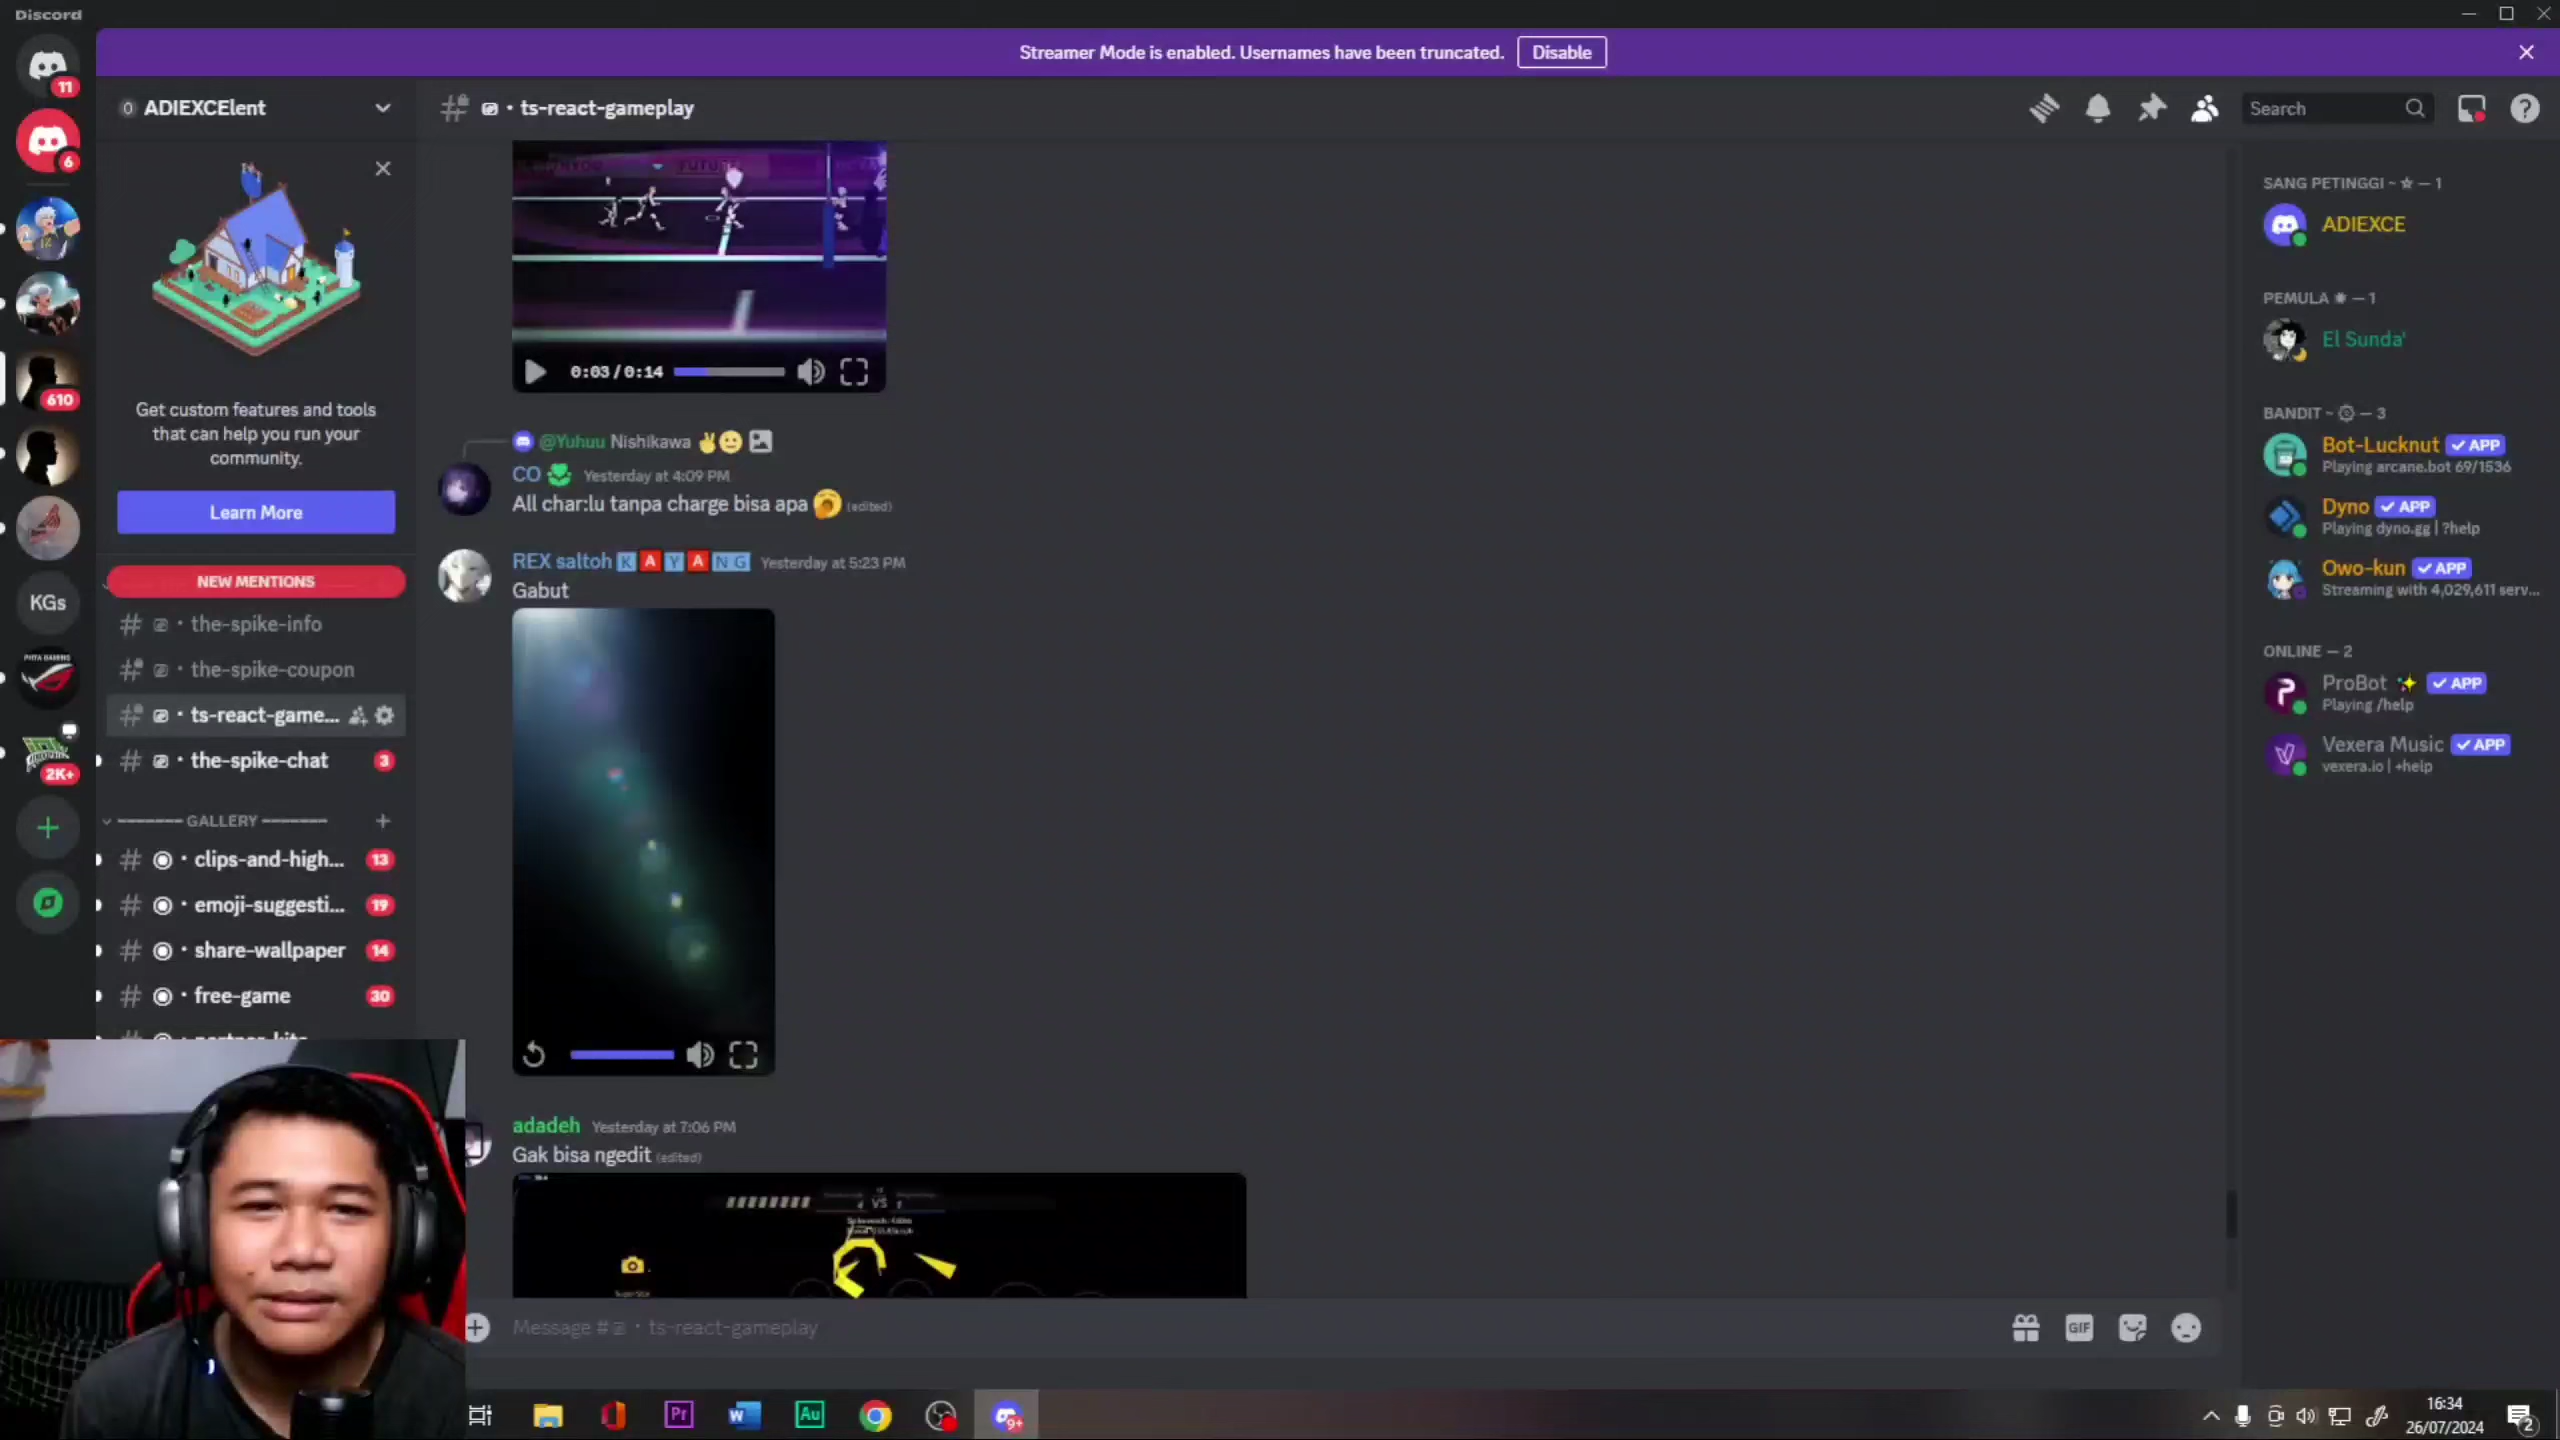 Discord
Streamer Mode is enabled. Usernames have been truncated.
Disable
ADIEXCElent
ts-react-gameplay
Search
11
6
610
KGs
2K+
Get custom features and tools
that can help you run your
community.
Learn More
NEW MENTIONS
the-spike-info
the-spike-coupon
ts-react-game...
the-spike-chat 3
GALLERY
clips-and-high... 13
emoji-suggesti... 19
share-wallpaper 14
free-game 30
0:03 / 0:14
@Yuhuu Nishikawa
CO Yesterday at 4:09 PM
All char:lu tanpa charge bisa apa (edited)
REX saltoh KAYANG Yesterday at 5:23 PM
Gabut
adadeh Yesterday at 7:06 PM
Gak bisa ngedit (edited)
VS
Message # ts-react-gameplay
GIF
SANG PETINGGI ~ ☆ — 1
ADIEXCE
PEMULA — 1
El Sunda'
BANDIT ~ — 3
Bot-Lucknut ✓ APP
Playing arcane.bot 69/1536
Dyno ✓ APP
Playing dyno.gg | ?help
Owo-kun ✓ APP
Streaming with 4,029,611 serv...
ONLINE — 2
ProBot ✨ ✓ APP
Playing /help
Vexera Music ✓ APP
vexera.io | +help
Pr
W
Au
9+
16:34
26/07/2024
2